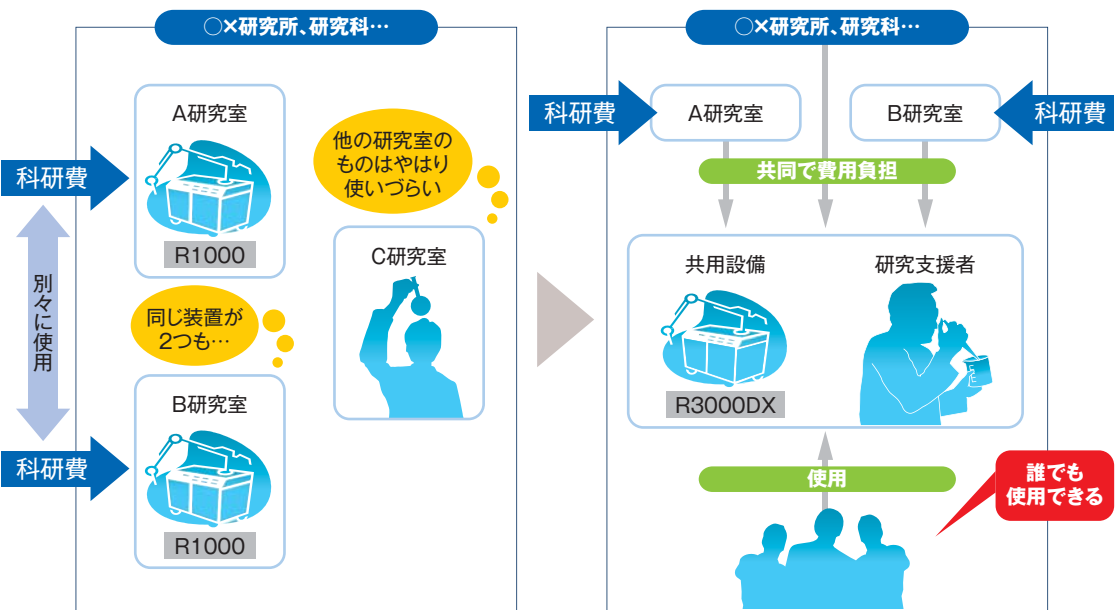 ○×研究所、研究科…
A研究室
科研費
R1000
他の研究室の
ものはやはり
使いづらい
C研究室
別々に使用
同じ装置が
2つも…
B研究室
科研費
R1000
○×研究所、研究科…
科研費
A研究室
B研究室
科研費
共同で費用負担
共用設備
研究支援者
R3000DX
使用
誰でも
使用できる